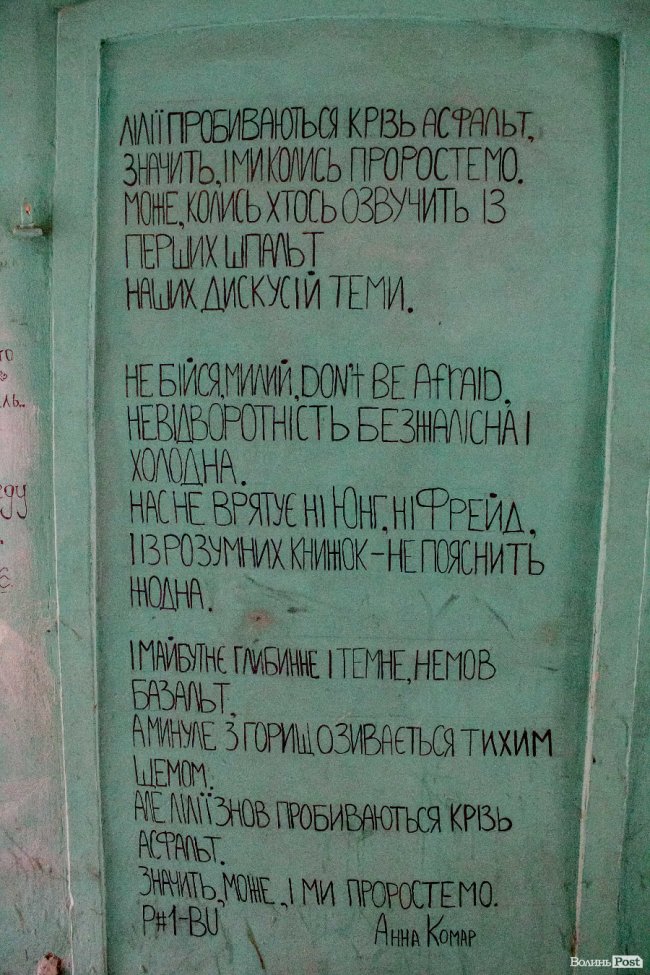 ЛІЛІЇ ПРОБИВАЮТЬСЯ КРІЗЬ АСФАЛЬТ,
ЗНАЧИТЬ, І МИ КОЛИСЬ ПРОРОСТЕМО.
МОЖЕ, КОЛИСЬ ХТОСЬ ОЗВУЧИТЬ ІЗ
ПЕРШИХ ШПАЛЬТ
НАШИХ ДИСКУСІЙ ТЕМИ.
НЕ БІЙСЯ, МИЛИЙ, DON'T BE AFRAID,
НЕВІДВОРОТНІСТЬ БЕЗЖАЛІСНА І
ХОЛОДНА.
НАС НЕ ВРЯТУЄ НІ ЮНГ, НІ ФРЕЙД,
І ІЗ РОЗУМНИХ КНИЖОК – НЕ ПОЯСНИТЬ
ЖОДНА.
І МАЙБУТНЄ ГЛИБИННЕ І ТЕМНЕ, НЕМОВ
БАЗАЛЬТ,
А МИНУЛЕ З ГОРИЩ ОЗИВАЄТЬСЯ ТИХИМ
ЩЕМОМ.
АЛЕ ЛІЛІЇ ЗНОВ ПРОБИВАЮТЬСЯ КРІЗЬ
АСФАЛЬТ.
ЗНАЧИТЬ, МОЖЕ, І МИ ПРОРОСТЕМО.
P#1-BU
АННА КОМАР
Волинь Post